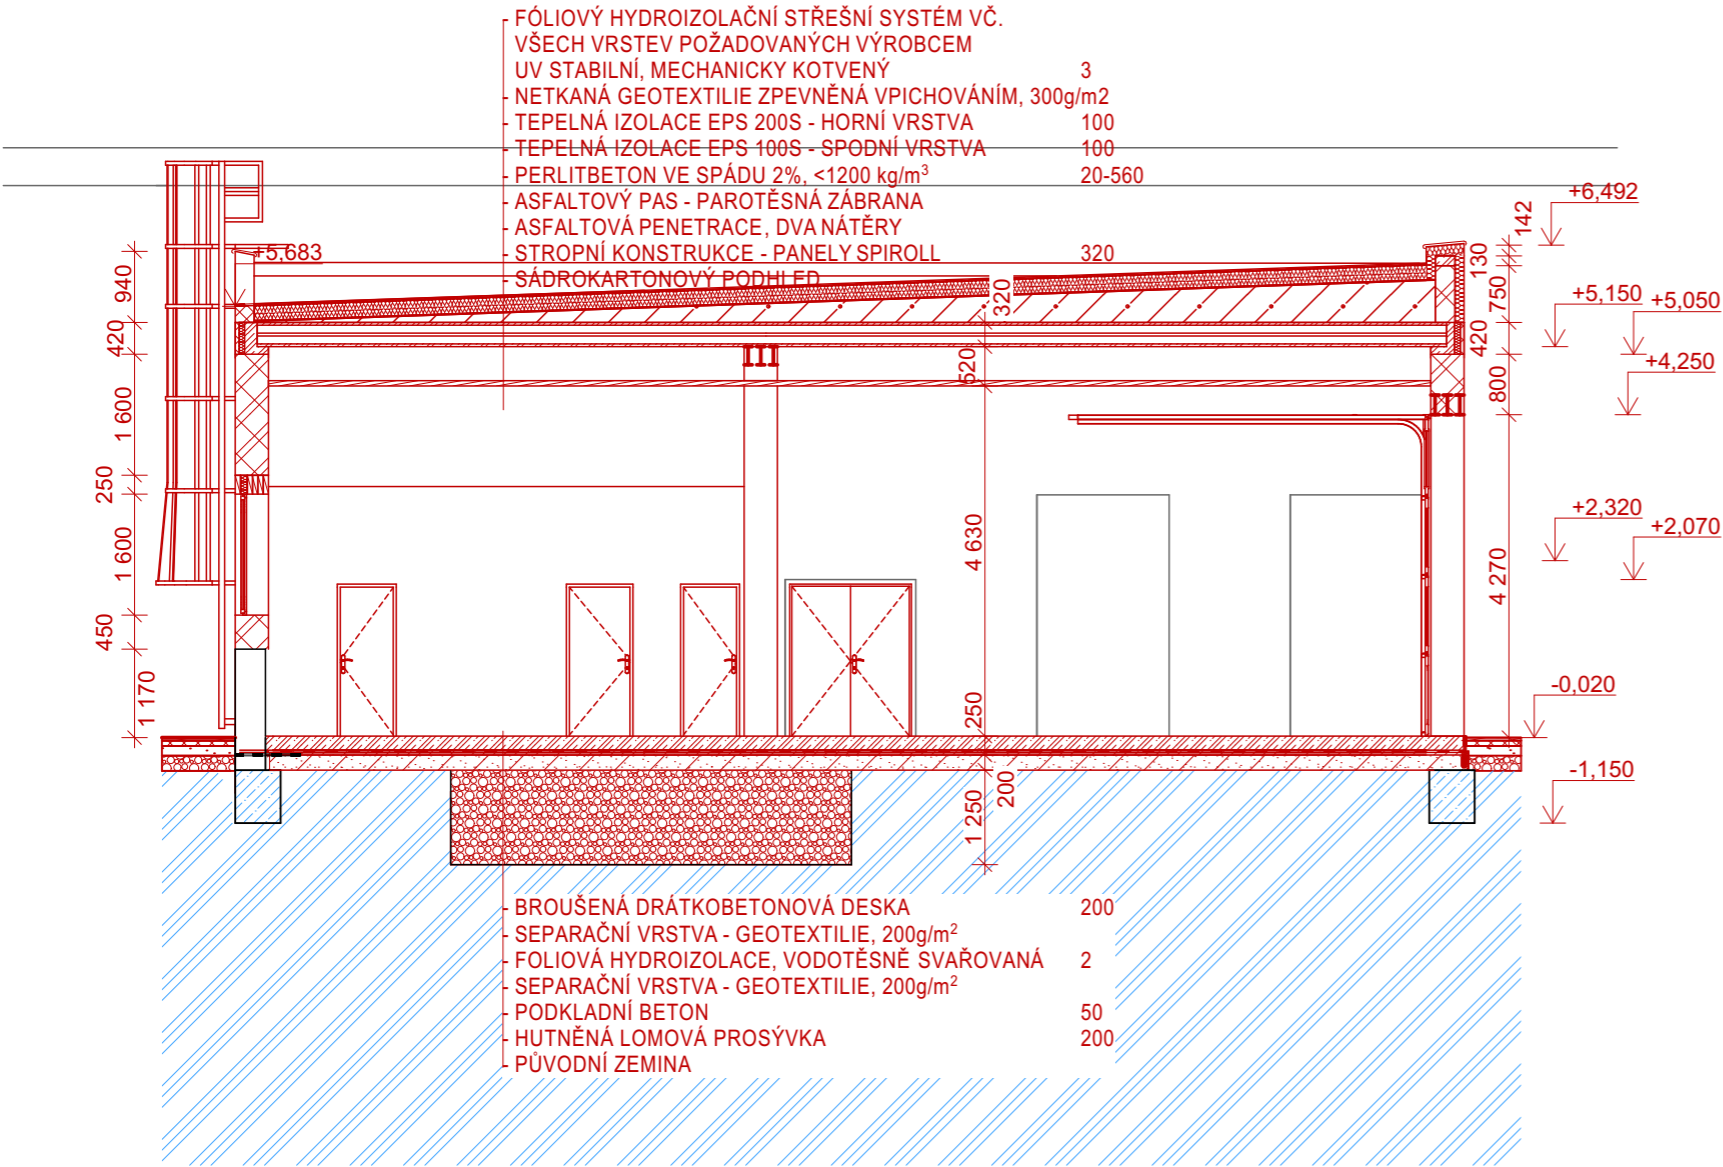 - FÓLIOVÝ HYDROIZOLAČNÍ STŘEŠNÍ SYSTÉM VČ.
VŠECH VRSTEV POŽADOVANÝCH VÝROBCEM
UV STABILNÍ, MECHANICKY KOTVENÝ 3
- NETKANÁ GEOTEXTILIE ZPEVNĚNÁ VPICHOVÁNÍM, 300g/m2
- TEPELNÁ IZOLACE EPS 200S - HORNÍ VRSTVA 100
- TEPELNÁ IZOLACE EPS 100S - SPODNÍ VRSTVA 100
- PERLITBETON VE SPÁDU 2%, <1200 kg/m³ 20-560
- ASFALTOVÝ PAS - PAROTĚSNÁ ZÁBRANA
- ASFALTOVÁ PENETRACE, DVA NÁTĚRY
- STROPNÍ KONSTRUKCE - PANELY SPIROLL 320
- SÁDROKARTONOVÝ PODHLED
+5,683
940
420
1 600
250
1 600
450
1 170
320
520
4 630
250
200
1 250
142
130
750
420
800
4 270
+6,492
+5,150
+5,050
+4,250
+2,320
+2,070
-0,020
-1,150
- BROUŠENÁ DRÁTKOBETONOVÁ DESKA 200
- SEPARAČNÍ VRSTVA - GEOTEXTILIE, 200g/m²
- FOLIOVÁ HYDROIZOLACE, VODOTĚSNĚ SVAŘOVANÁ 2
- SEPARAČNÍ VRSTVA - GEOTEXTILIE, 200g/m²
- PODKLADNÍ BETON 50
- HUTNĚNÁ LOMOVÁ PROSÝVKA 200
- PŮVODNÍ ZEMINA